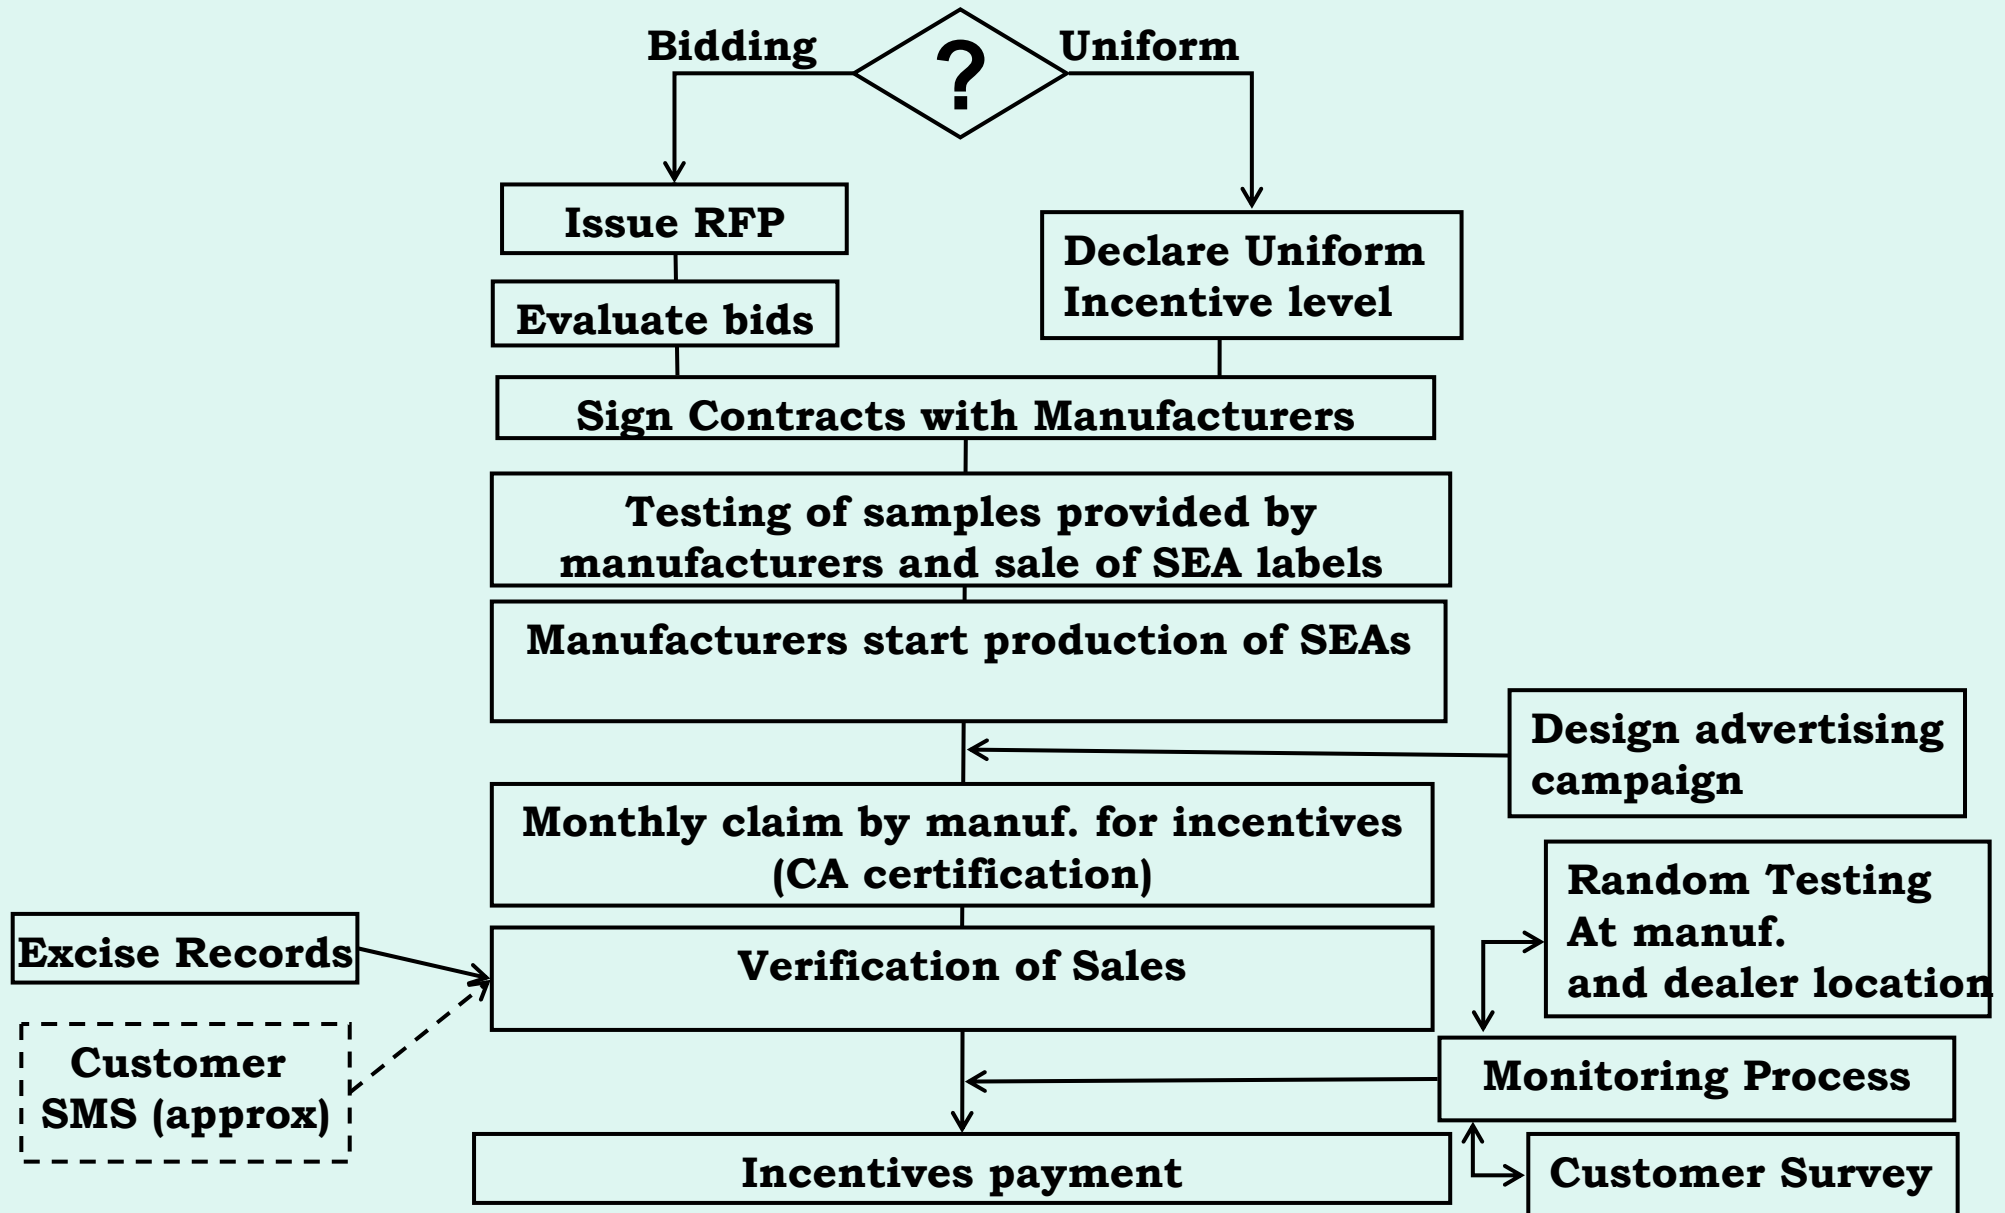 Bidding
?
Uniform
Issue RFP
Declare Uniform
Incentive level
Evaluate bids
Sign Contracts with Manufacturers
Testing of samples provided by
manufacturers and sale of SEA labels
Manufacturers start production of SEAs
Design advertising
campaign
Monthly claim by manuf. for incentives
(CA certification)
Random Testing
At manuf.
and dealer location
Excise Records
Verification of Sales
Customer
SMS (approx)
Monitoring Process
Incentives payment
Customer Survey